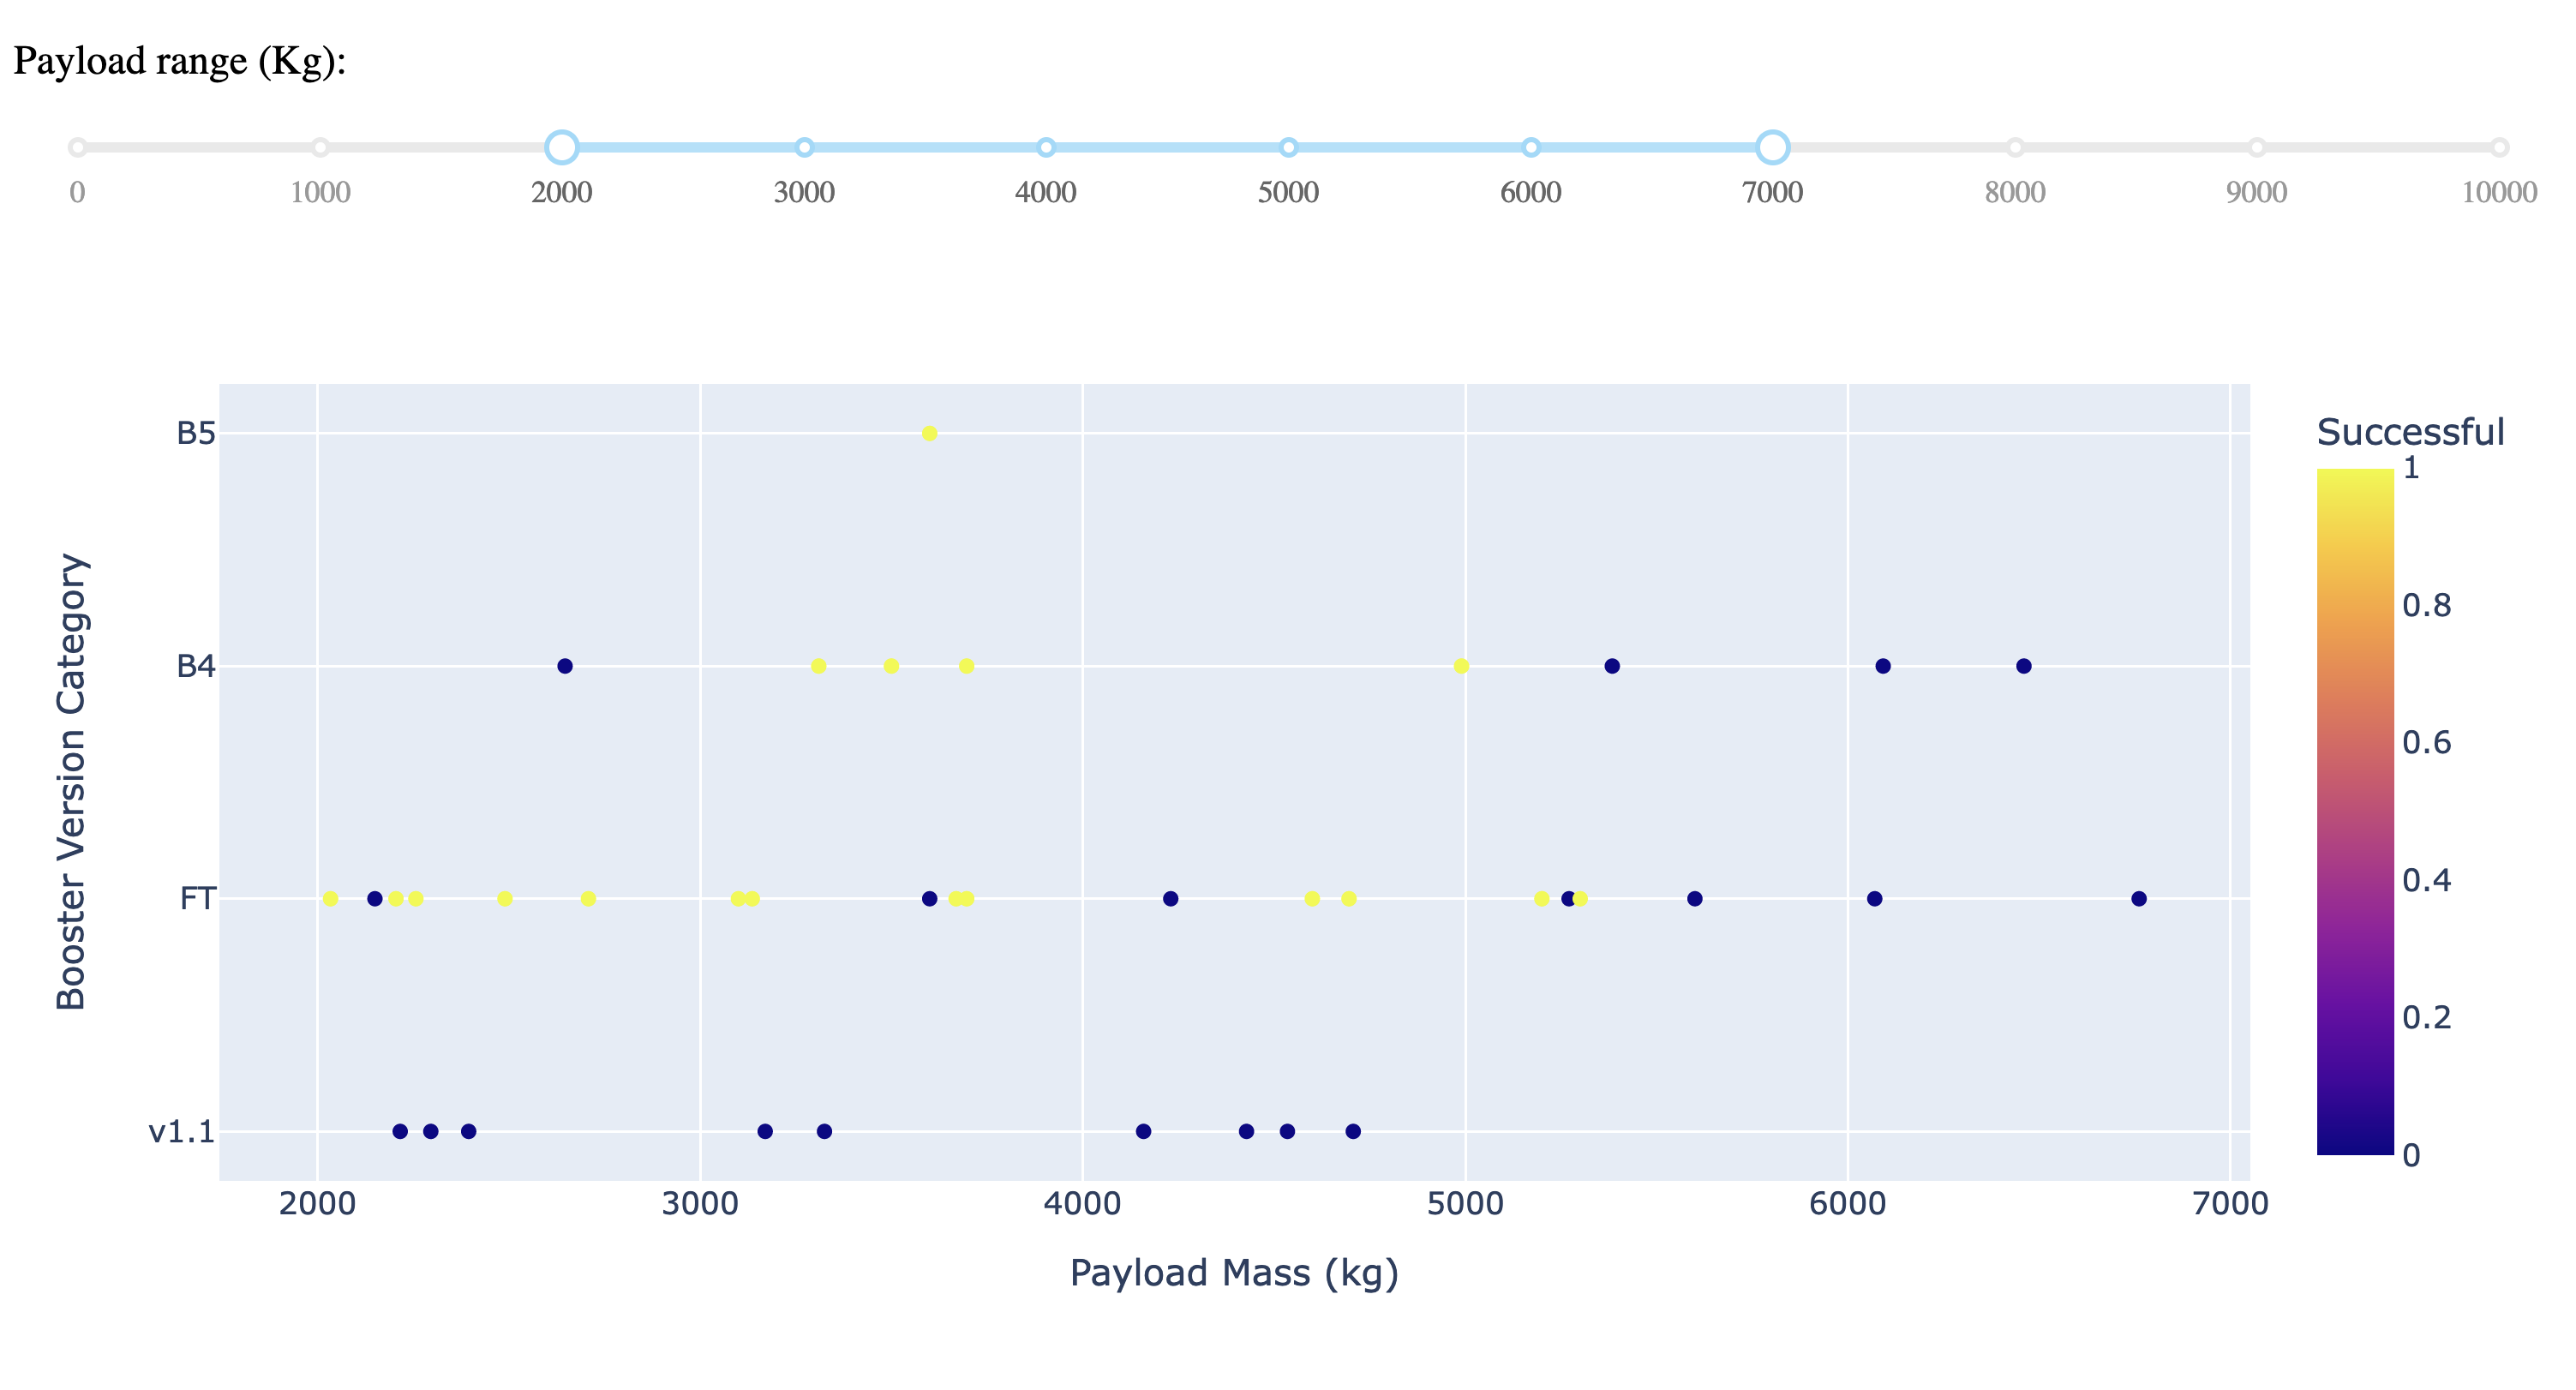 Payload range (Kg):
0 1000 2000 3000 4000 5000 6000 7000 8000 9000 10000
Successful
B5
B4
FT
v1.1
Booster Version Category
1
0.8
0.6
0.4
0.2
0
2000 3000 4000 5000 6000 7000
Payload Mass (kg)